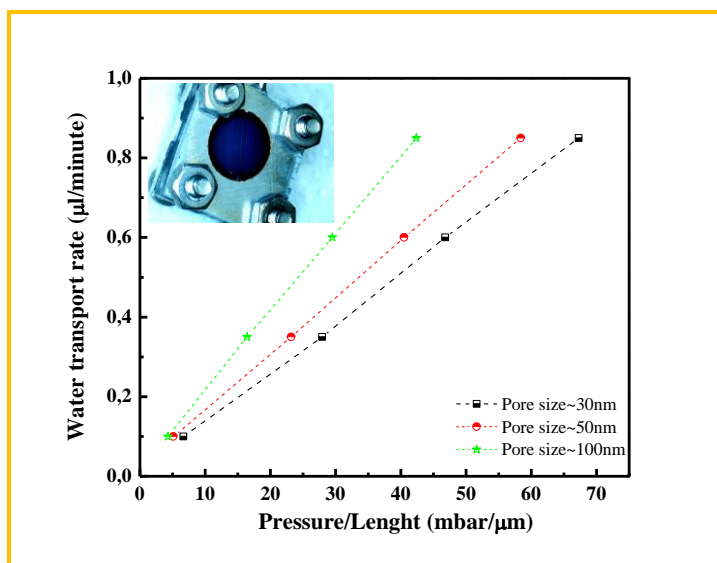 1,0
0,8
0,6
0,4
0,2
0,0
Water transport rate (μl/minute)
Pore size~30nm
Pore size~50nm
Pore size~100nm
0 10 20 30 40 50 60 70
Pressure/Lenght (mbar/μm)